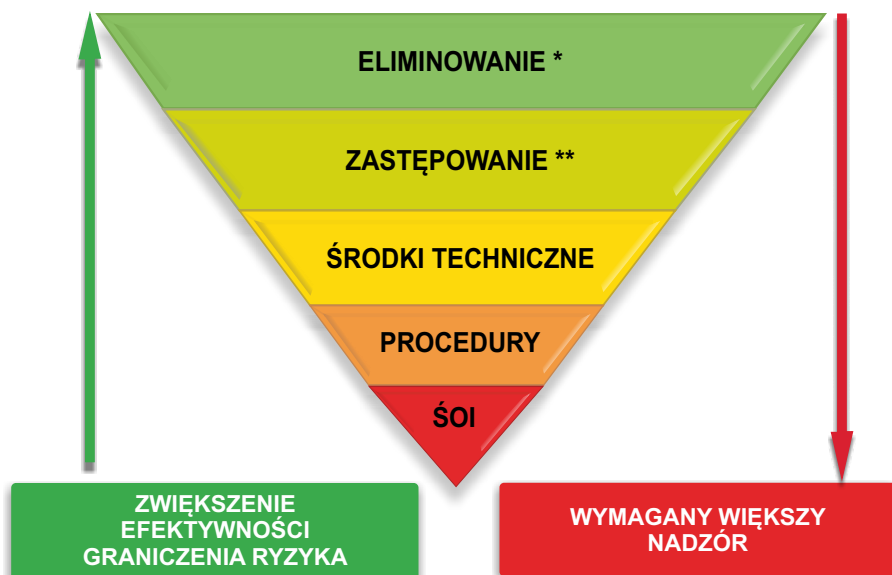 ELIMINOWANIE *
ZASTĘPOWANIE **
ŚRODKI TECHNICZNE
PROCEDURY
ŚOI
ZWIĘKSZENIE
EFEKTYWNOŚCI
GRANICZENIA RYZYKA
WYMAGANY WIĘKSZY
NADZÓR